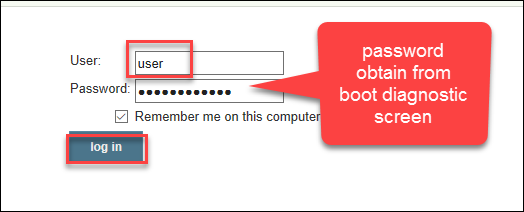 User:
user
Password:
●●●●●●●●●●●●
Remember me on this computer
log in
password
obtain from
boot diagnostic
screen